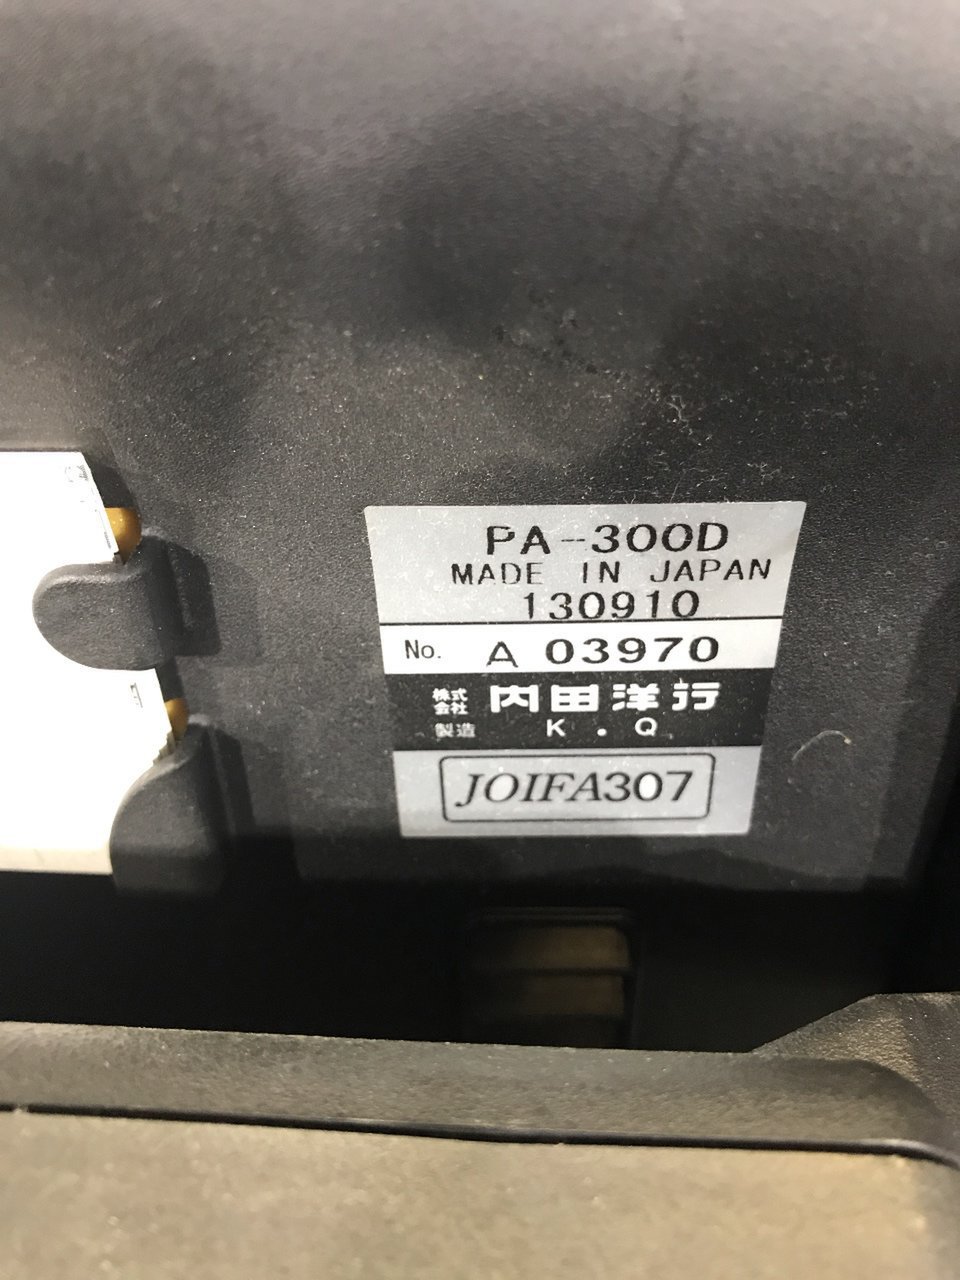 PA-300D
MADE IN JAPAN
130910
No. A 03970
株式会社 内田洋行
製造 K.Q
JOIFA307